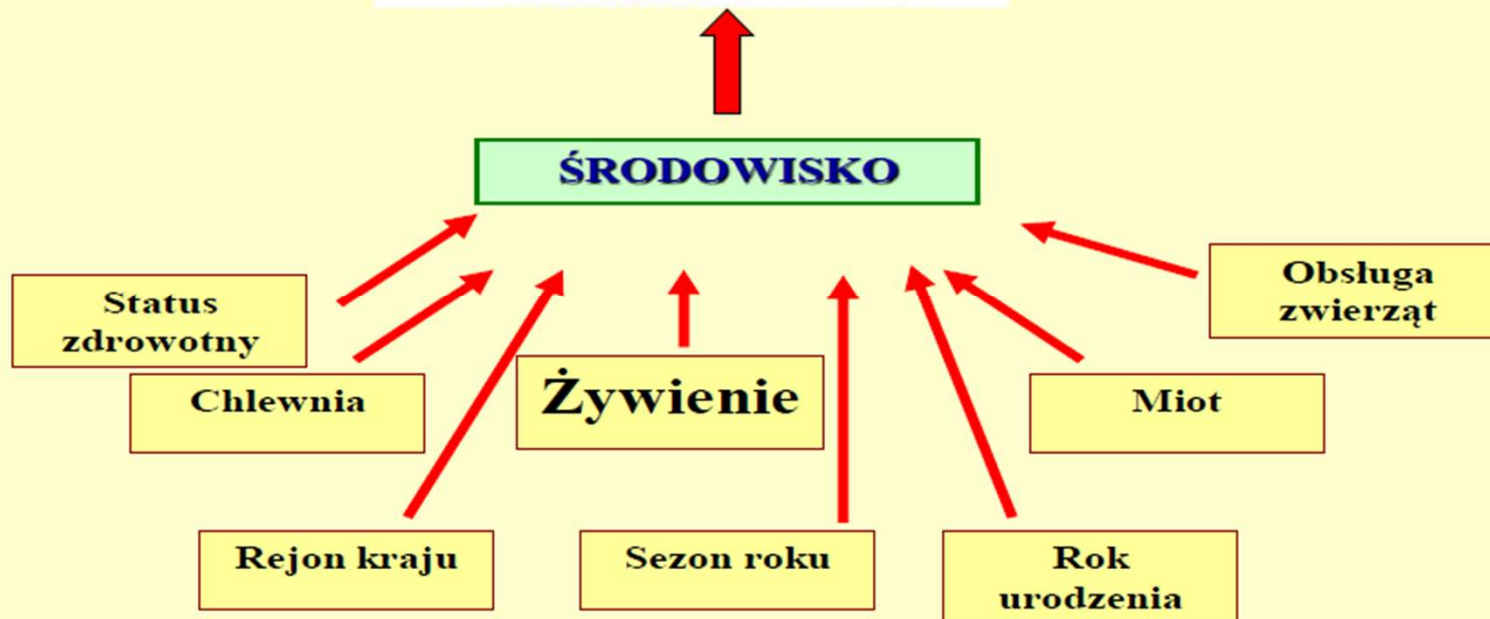 ŚRODOWISKO
Status
zdrowotny
Obsługa
zwierząt
Chlewnia
Żywienie
Miot
Rejon kraju
Sezon roku
Rok
urodzenia